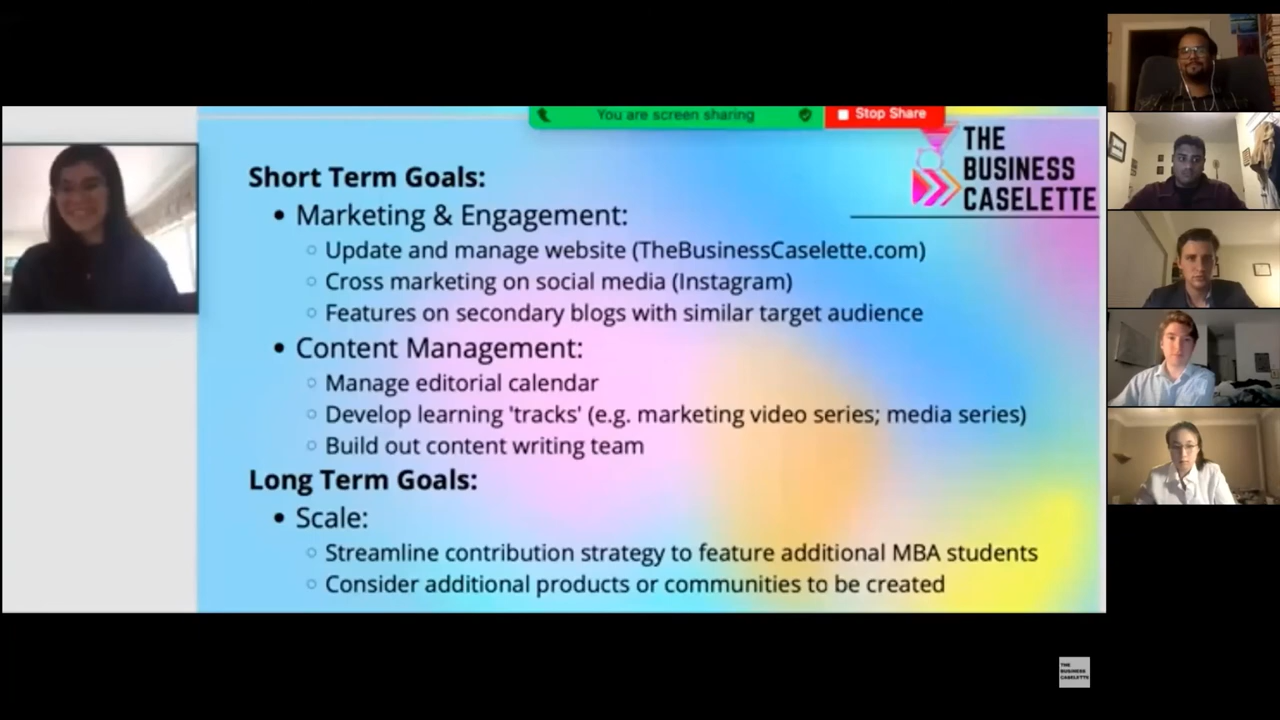 You are screen sharing
Stop Share
THE
BUSINESS
CASELETTE
Short Term Goals:
• Marketing & Engagement:
○ Update and manage website (TheBusinessCaselette.com)
○ Cross marketing on social media (Instagram)
○ Features on secondary blogs with similar target audience
• Content Management:
○ Manage editorial calendar
○ Develop learning 'tracks' (e.g. marketing video series; media series)
○ Build out content writing team
Long Term Goals:
• Scale:
○ Streamline contribution strategy to feature additional MBA students
○ Consider additional products or communities to be created
THE
BUSINESS
CASELETTE